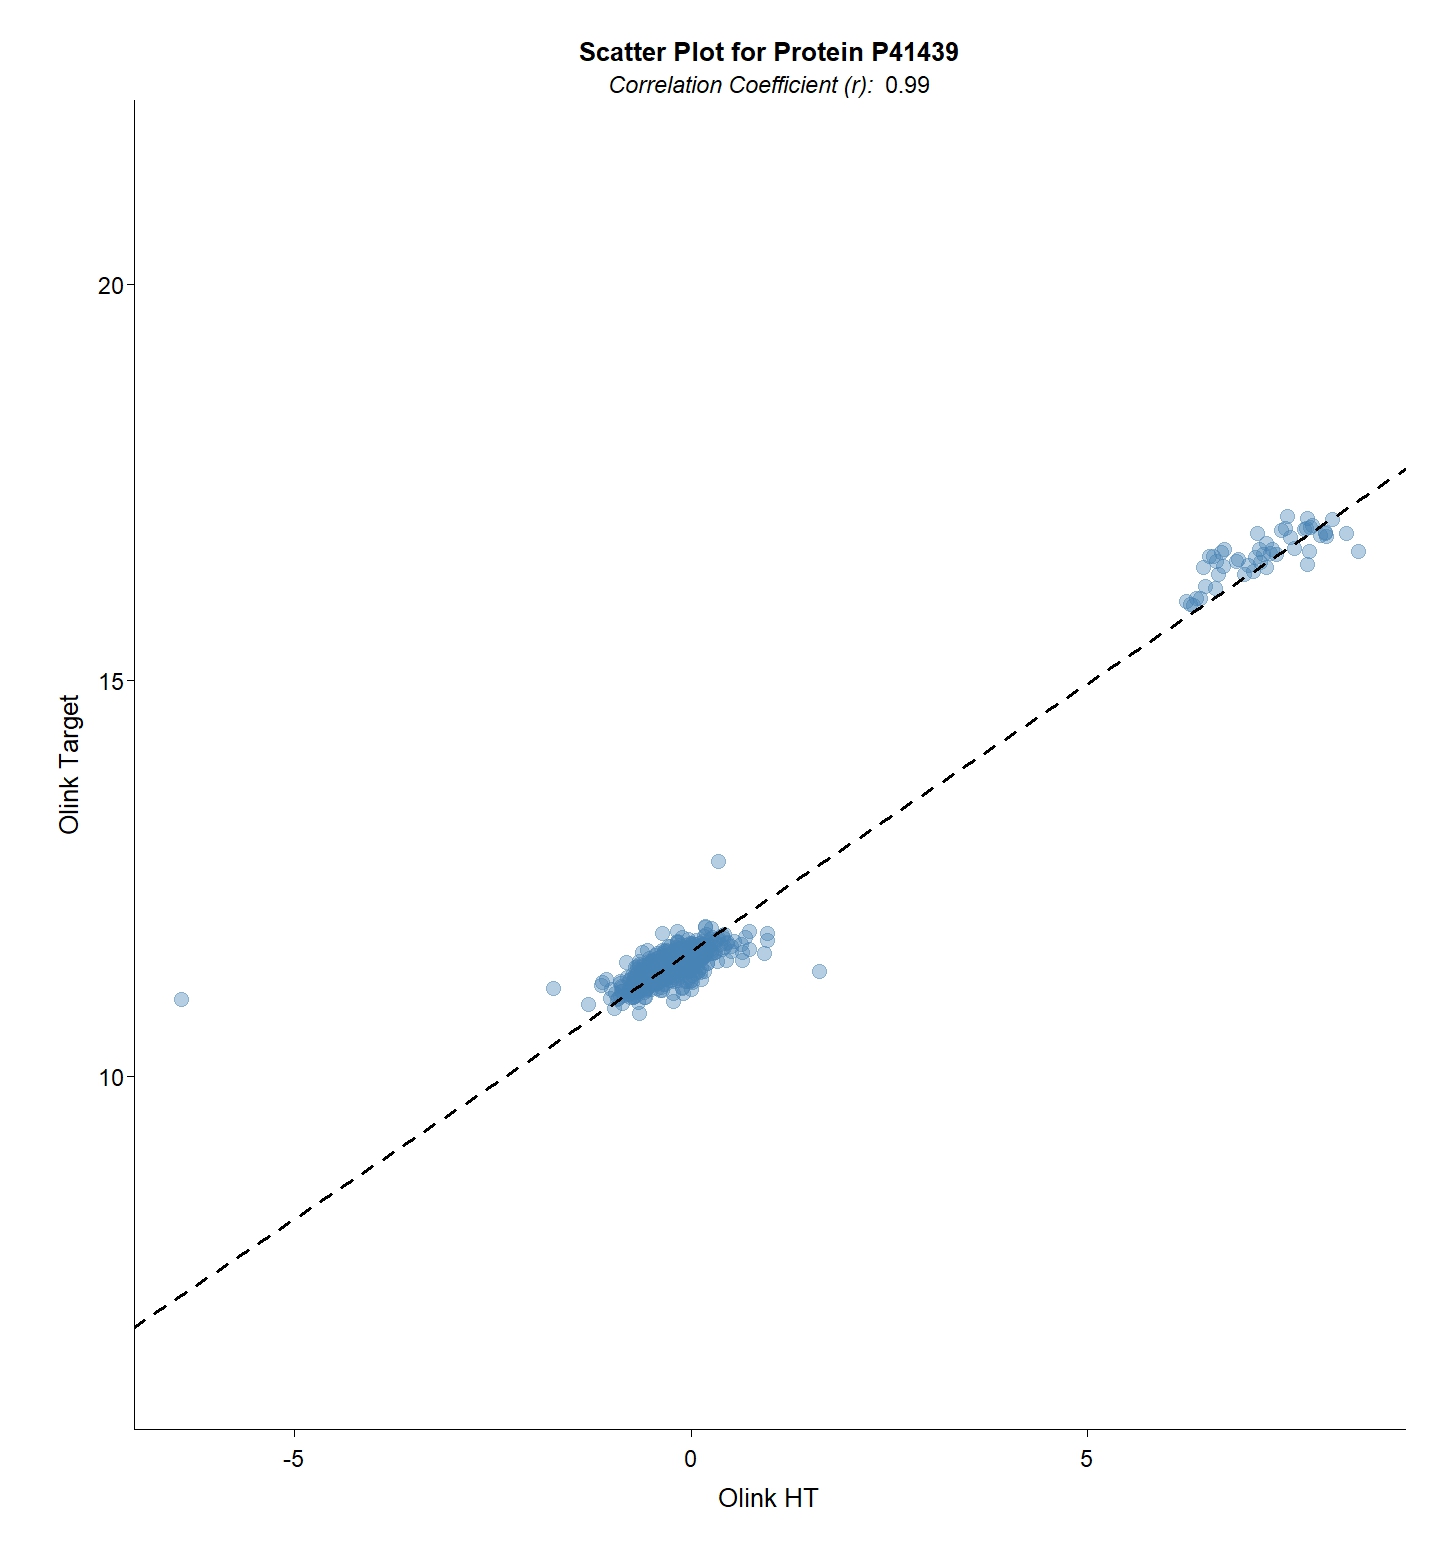 Scatter Plot for Protein P41439
Correlation Coefficient (r): 0.99
20
15
10
Olink Target
-5
0
5
Olink HT